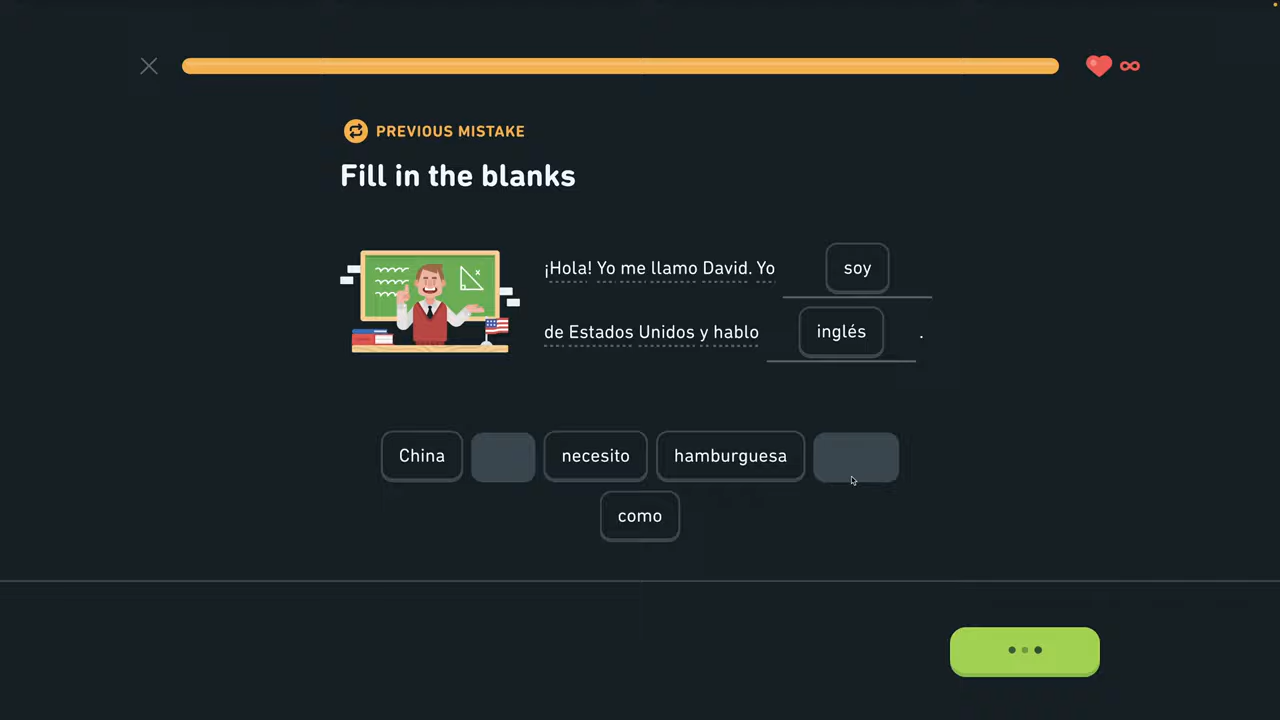 PREVIOUS MISTAKE
Fill in the blanks
¡Hola! Yo me llamo David. Yo soy
de Estados Unidos y hablo inglés .
China necesito hamburguesa
como